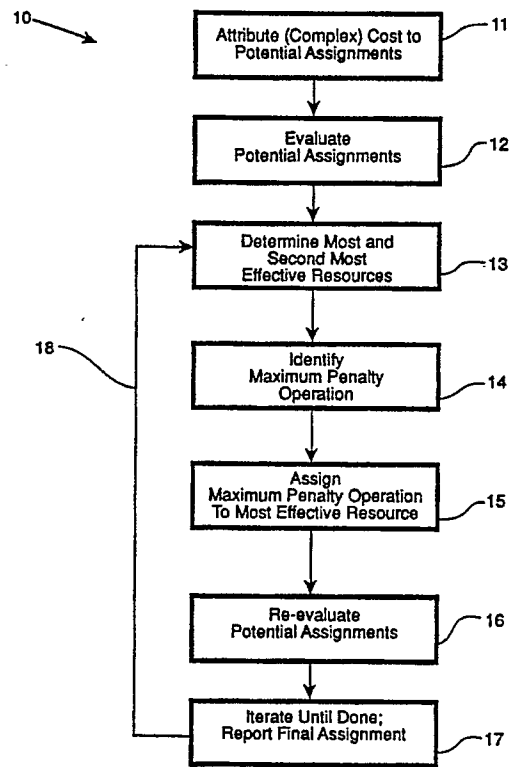 10
Attribute (Complex) Cost to
Potential Assignments
11
Evaluate
Potential Assignments
12
Determine Most and
Second Most
Effective Resources
13
18
Identify
Maximum Penalty
Operation
14
Assign
Maximum Penalty Operation
To Most Effective Resource
15
Re-evaluate
Potential Assignments
16
Iterate Until Done;
Report Final Assignment
17